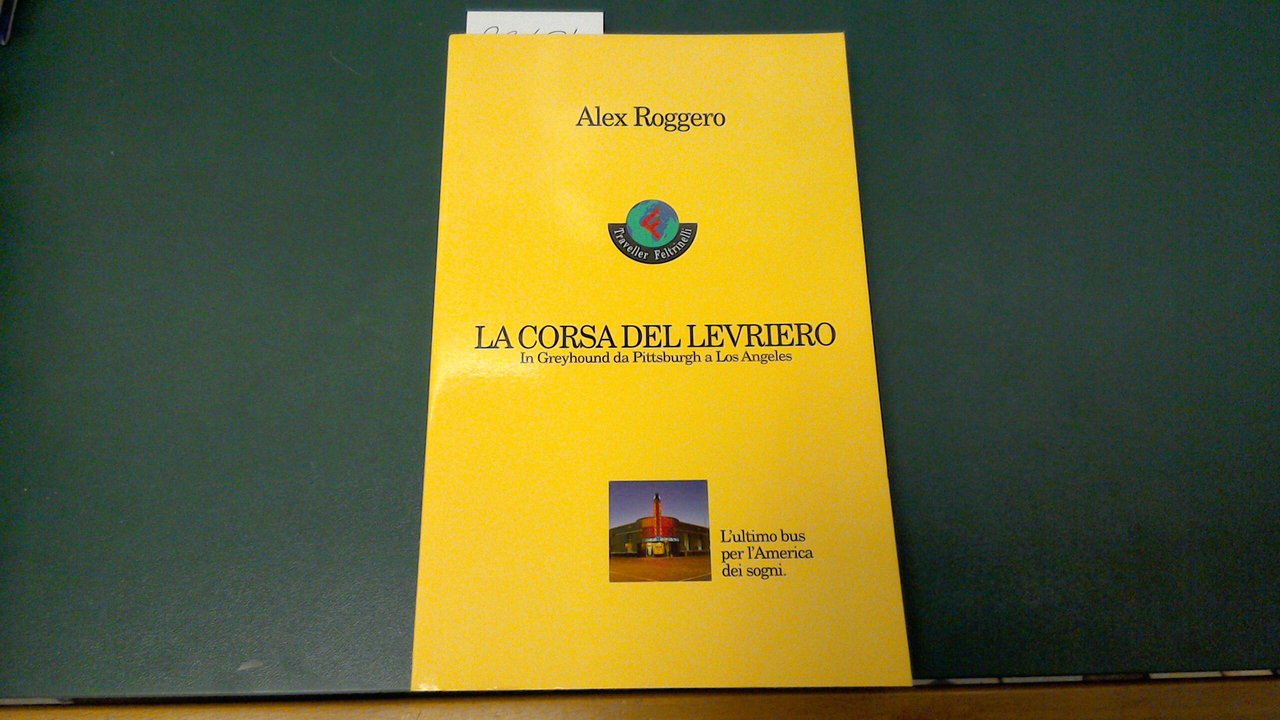 Alex Roggero
Traveller Feltrinelli
LA CORSA DEL LEVRIERO
In Greyhound da Pittsburgh a Los Angeles
L'ultimo bus
per l'America
dei sogni.